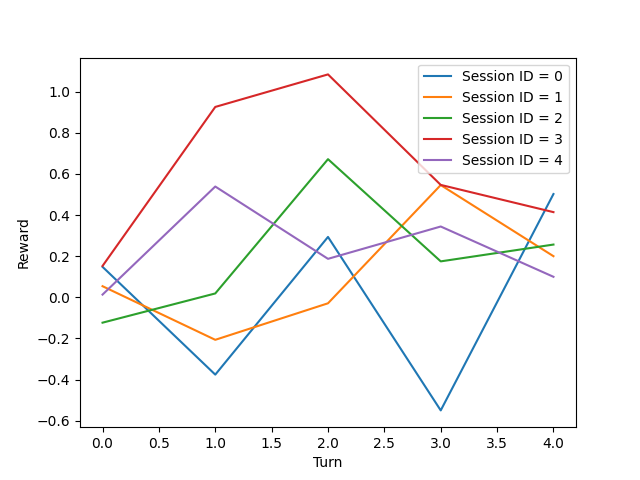 Session ID = 0
Session ID = 1
Session ID = 2
Session ID = 3
Session ID = 4
1.0
0.8
0.6
0.4
0.2
0.0
−0.2
−0.4
−0.6
Reward
0.0 0.5 1.0 1.5 2.0 2.5 3.0 3.5 4.0
Turn